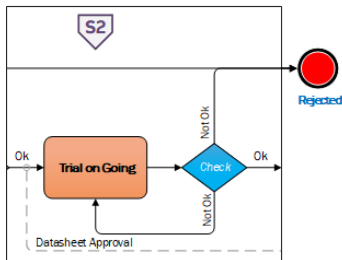 S2
Rejected
Not Ok
Ok
Trial on Going
Check
Ok
Not Ok
Datasheet Approval